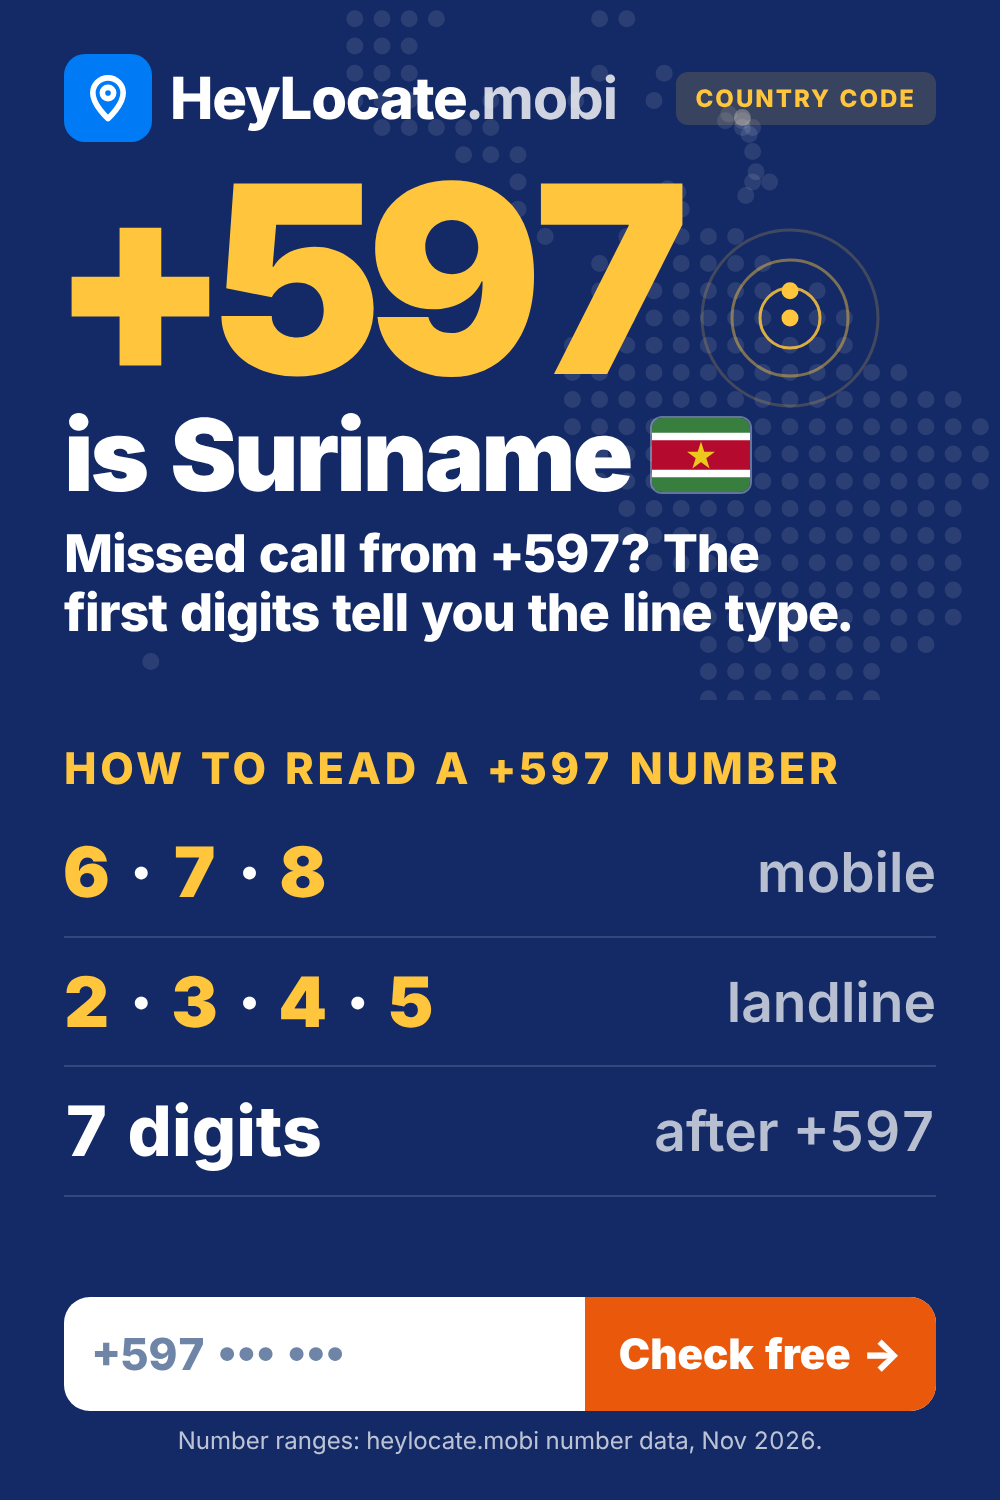 HeyLocate.mobi
COUNTRY CODE
+597
is Suriname
Missed call from +597? The
first digits tell you the line type.
HOW TO READ A +597 NUMBER
6 · 7 · 8 mobile
2 · 3 · 4 · 5 landline
7 digits after +597
+597 ••• •••
Check free →
Number ranges: heylocate.mobi number data, Nov 2026.